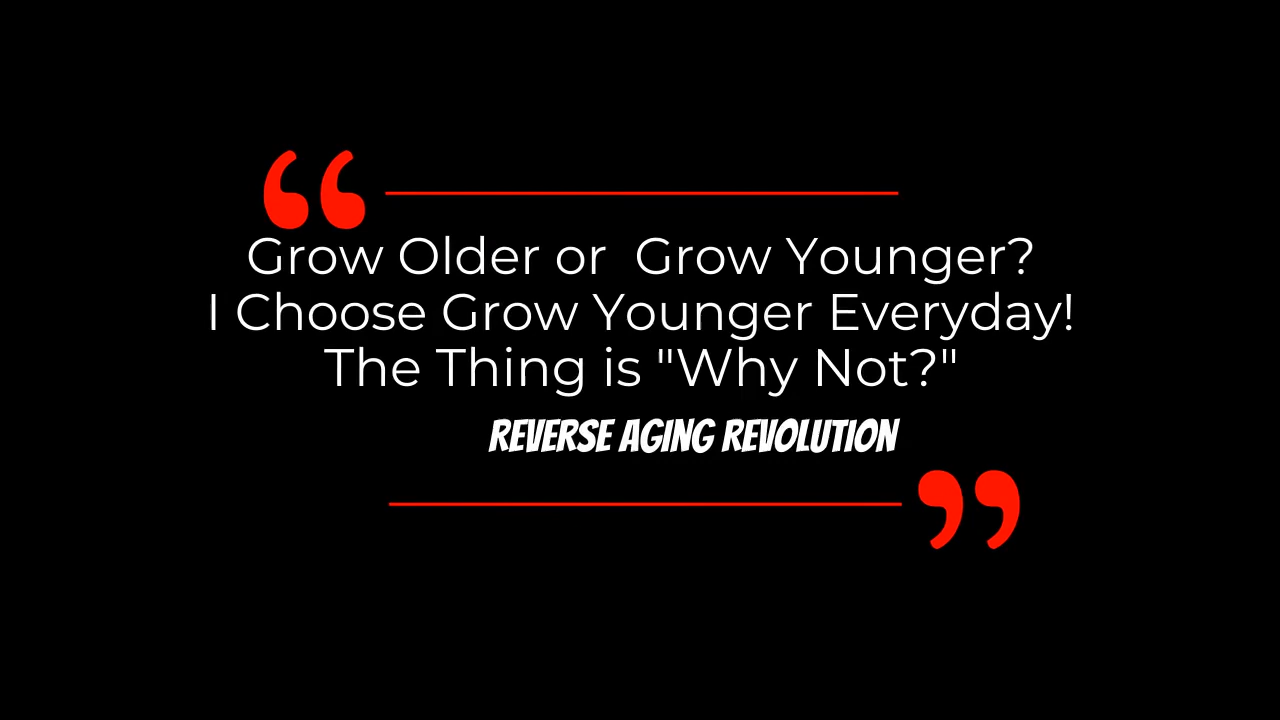 Grow Older or  Grow Younger?
I Choose Grow Younger Everyday!
The Thing is "Why Not?"
REVERSE AGING REVOLUTION